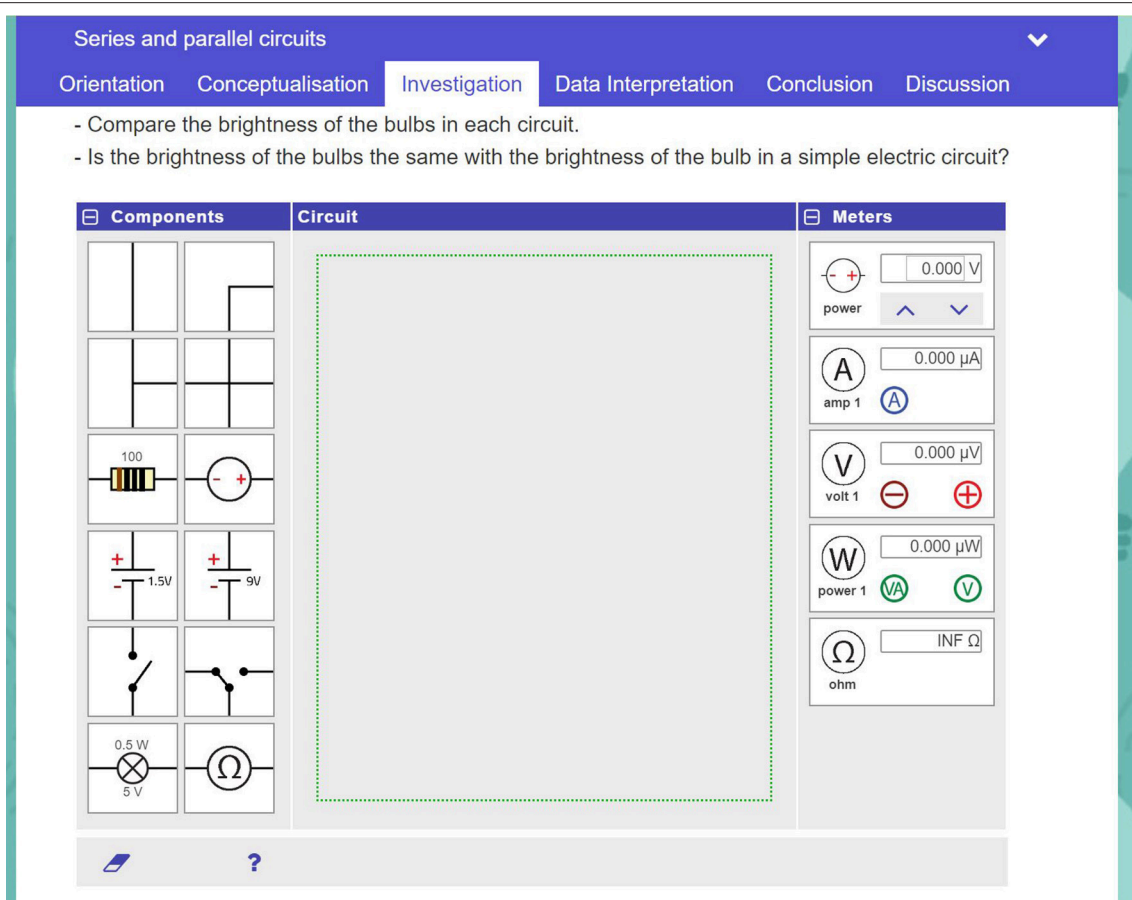 Series and parallel circuits
Orientation Conceptualisation Investigation Data Interpretation Conclusion Discussion
- Compare the brightness of the bulbs in each circuit.
- Is the brightness of the bulbs the same with the brightness of the bulb in a simple electric circuit?
Components Circuit Meters
0.000 V
- +
power
0.000 µA
A
amp 1 A
100
- +
0.000 µV
V
volt 1 − +
+ +
- 1.5V - 9V
0.000 µW
W
power 1 VA V
INF Ω
Ω
ohm
0.5 W
Ω
5 V
?